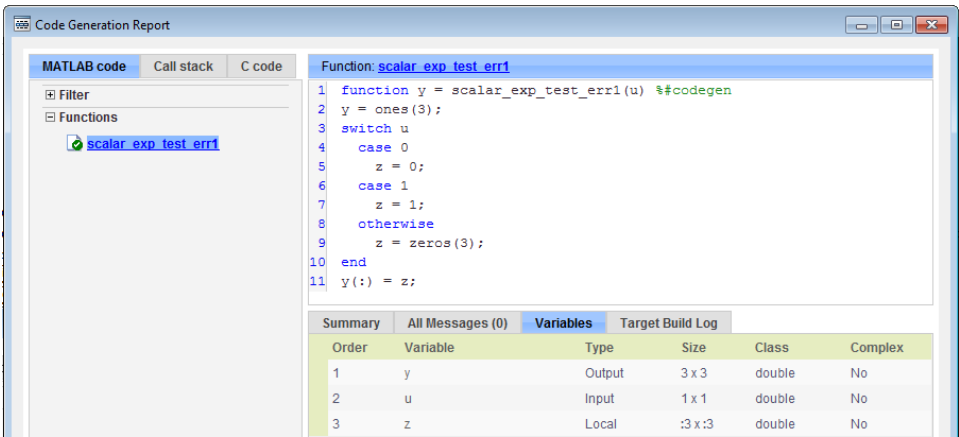 Code Generation Report
MATLAB code Call stack C code
Filter
Functions
scalar_exp_test_err1
Function: scalar_exp_test_err1
1 function y = scalar_exp_test_err1(u) %#codegen
2 y = ones(3);
3 switch u
4 case 0
5 z = 0;
6 case 1
7 z = 1;
8 otherwise
9 z = zeros(3);
10 end
11 y(:) = z;
Summary All Messages (0) Variables Target Build Log
Order Variable Type Size Class Complex
1 y Output 3 x 3 double No
2 u Input 1 x 1 double No
3 z Local :3 x :3 double No